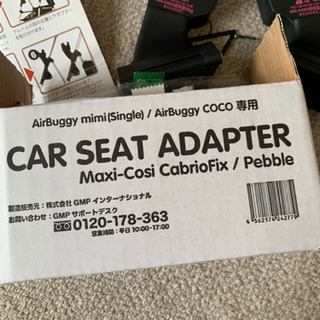 AirBuggy mimi(Single) / AirBuggy COCO 専用
CAR SEAT ADAPTER
Maxi-Cosi CabrioFix / Pebble
製造販売元：株式会社 GMP インターナショナル
お問い合わせ：GMP サポートデスク
0120-178-363
営業時間：平日 10:00-17:00
4 562174 242779